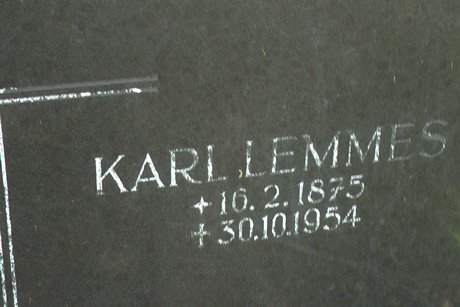 KARL LEMMES
+ 16. 2. 1875
+ 30.10.1954